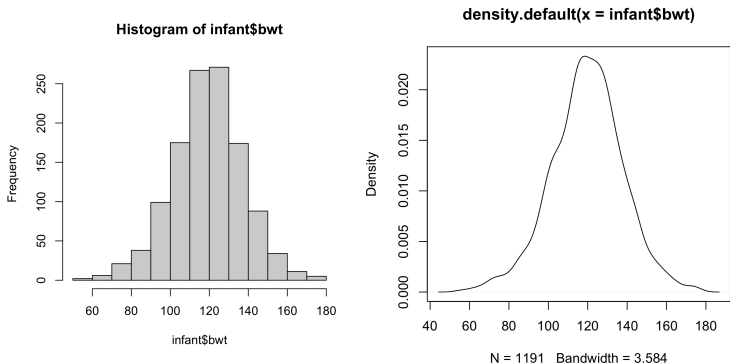 Histogram of infant$bwt
Frequency
250
200
150
100
50
0
60 80 100 120 140 160 180
infant$bwt
density.default(x = infant$bwt)
Density
0.020
0.015
0.010
0.005
0.000
40 60 80 100 120 140 160 180
N = 1191 Bandwidth = 3.584